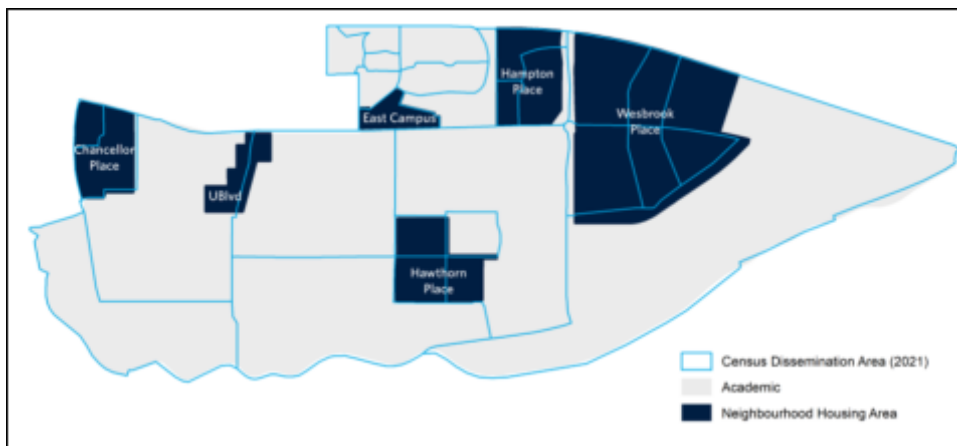 Hampton
Place
Wesbrook
Place
East Campus
Chancellor
Place
UBlvd
Hawthorn
Place
Census Dissemination Area (2021)
Academic
Neighbourhood Housing Area